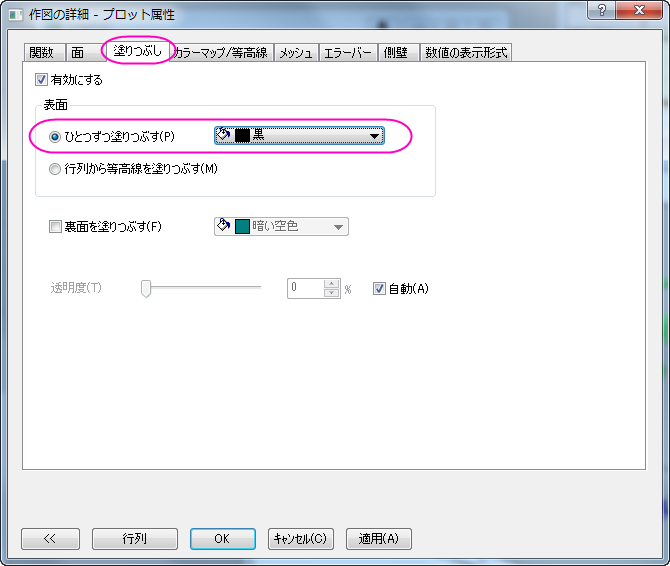 作図の詳細 - プロット属性
関数 面 塗りつぶし カラーマップ/等高線 メッシュ エラーバー 側壁 数値の表示形式
有効にする
表面
ひとつずつ塗りつぶす(P) 黒
行列から等高線を塗りつぶす(M)
裏面を塗りつぶす(F) 暗い空色
透明度(T) 0 % 自動(A)
<< 行列 OK キャンセル(C) 適用(A)